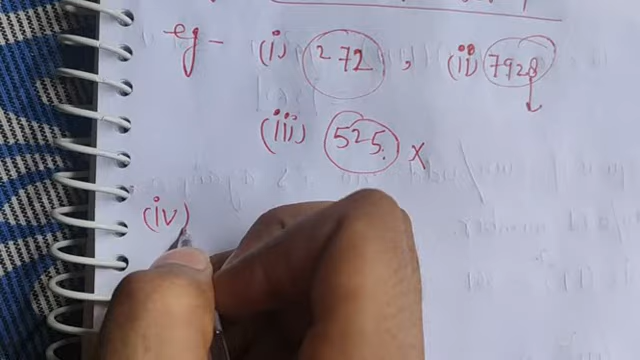 eg - (i) 272 , (ii) 7928
(iii) 525. x
(iv)